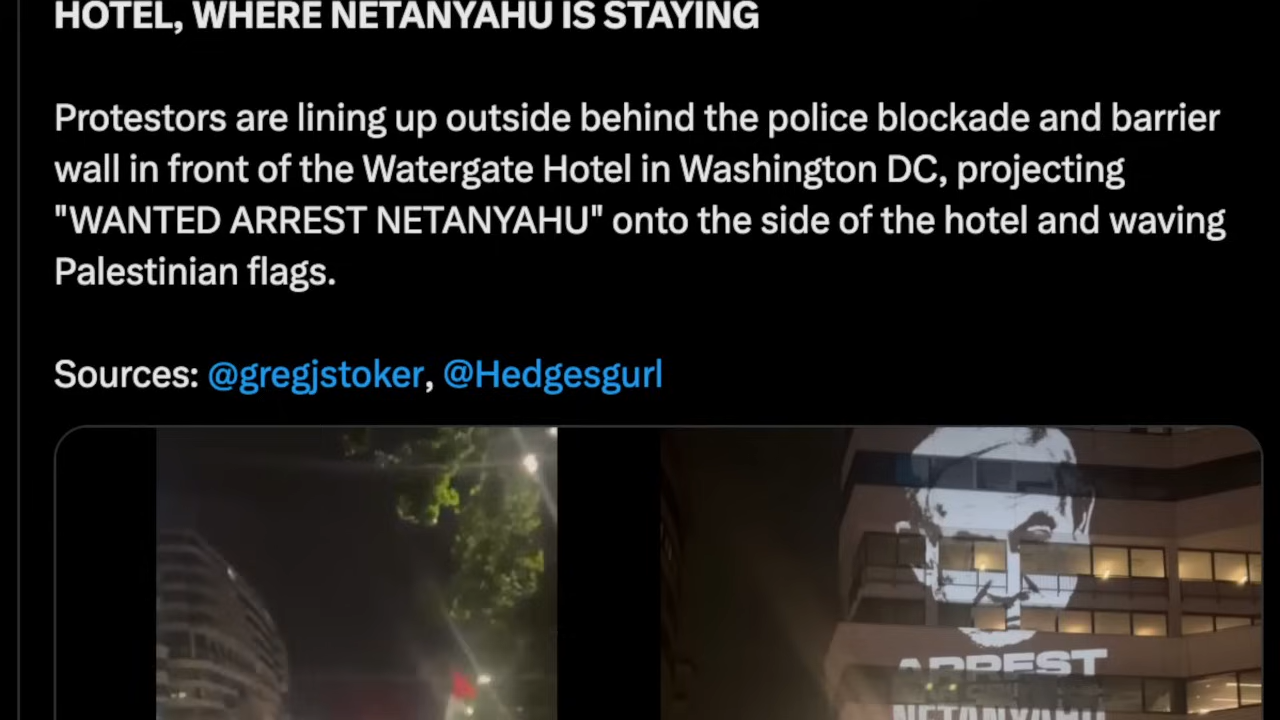 HOTEL, WHERE NETANYAHU IS STAYING
Protestors are lining up outside behind the police blockade and barrier
wall in front of the Watergate Hotel in Washington DC, projecting
"WANTED ARREST NETANYAHU" onto the side of the hotel and waving
Palestinian flags.
Sources: @gregjstoker, @Hedgesgurl
ARREST
NETANYAHU